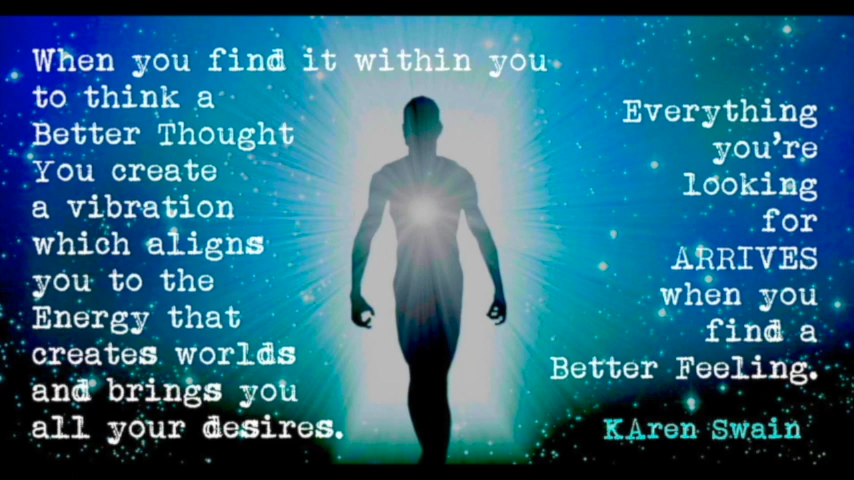 When you find it within you
to think a
Better Thought
You create
a vibration
which aligns
you to the
Energy that
creates worlds
and brings you
all your desires.
Everything
you're
looking
for
ARRIVES
when you
find a
Better Feeling.
KAren Swain